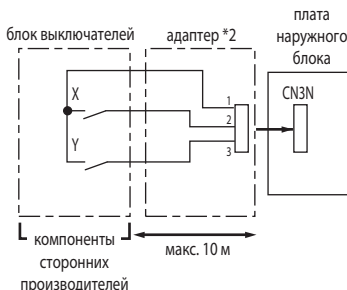 плата
наружного
блока
блок выключателей
адаптер *2
CN3N
X
1
2
Y
3
компоненты
сторонних
производителей
макс. 10 м